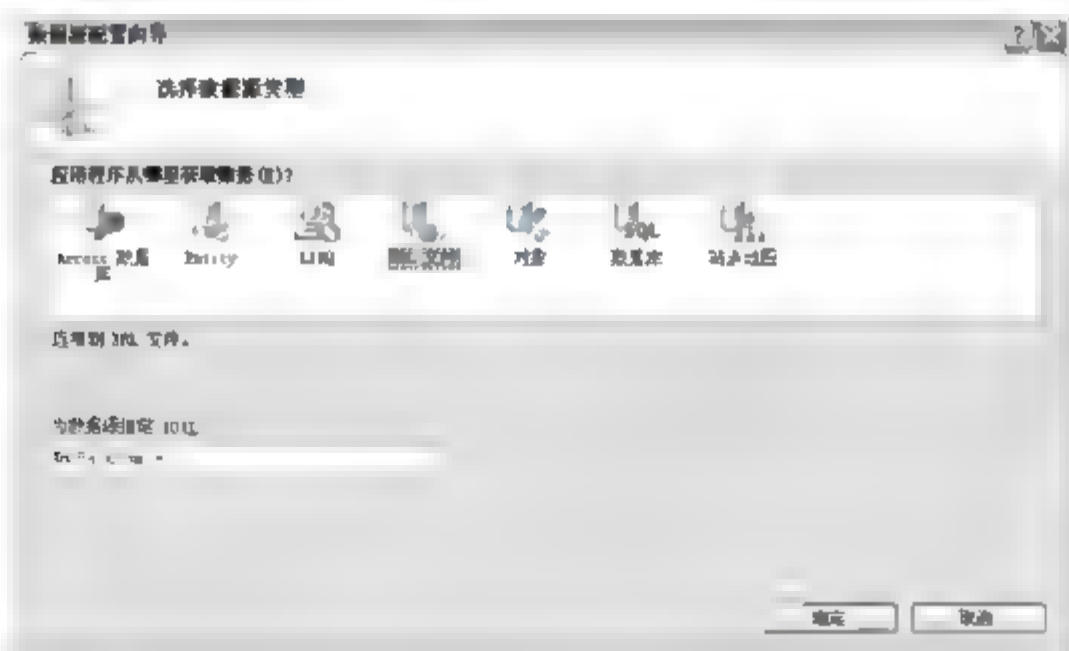 数据源配置向导
选择数据源类型
应用程序从哪里获取数据(W)?
Access 数据库
Entity
LINQ
XML 文件
对象
数据库
站点地图
连接到 XML 文件。
为数据源指定 ID(S):
确定
取消